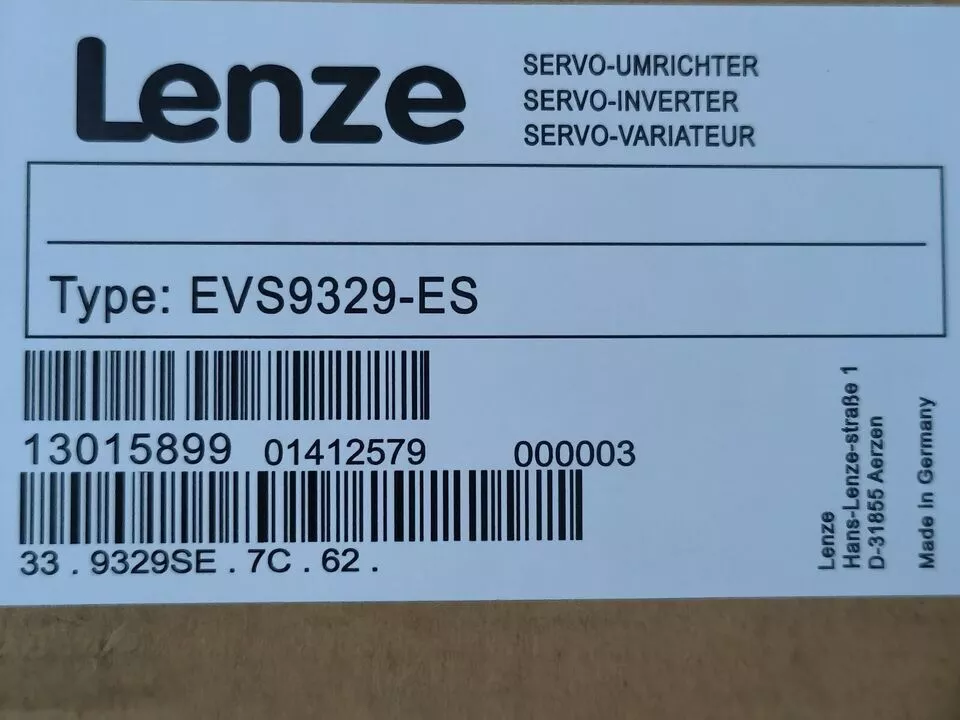 Lenze
SERVO-UMRICHTER
SERVO-INVERTER
SERVO-VARIATEUR
Type: EVS9329-ES
13015899 01412579 000003
33 . 9329SE . 7C . 62 .
Lenze
Hans-Lenze-straße 1
D-31855 Aerzen
Made in Germany